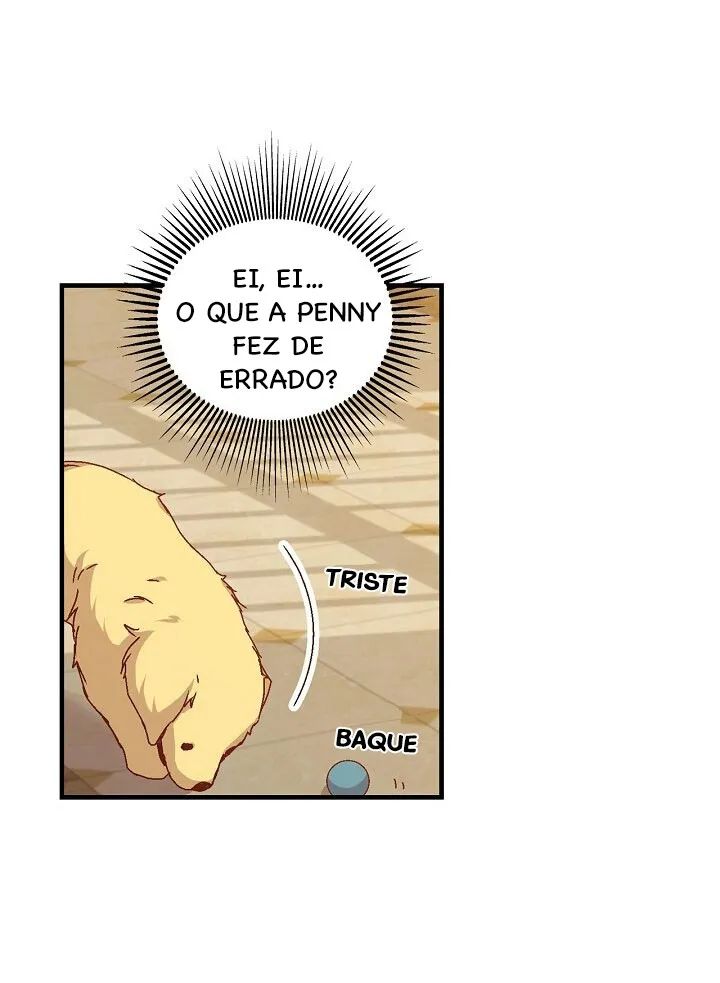 EI, EI...
O QUE A PENNY
FEZ DE
ERRADO?
TRISTE
BAQUE